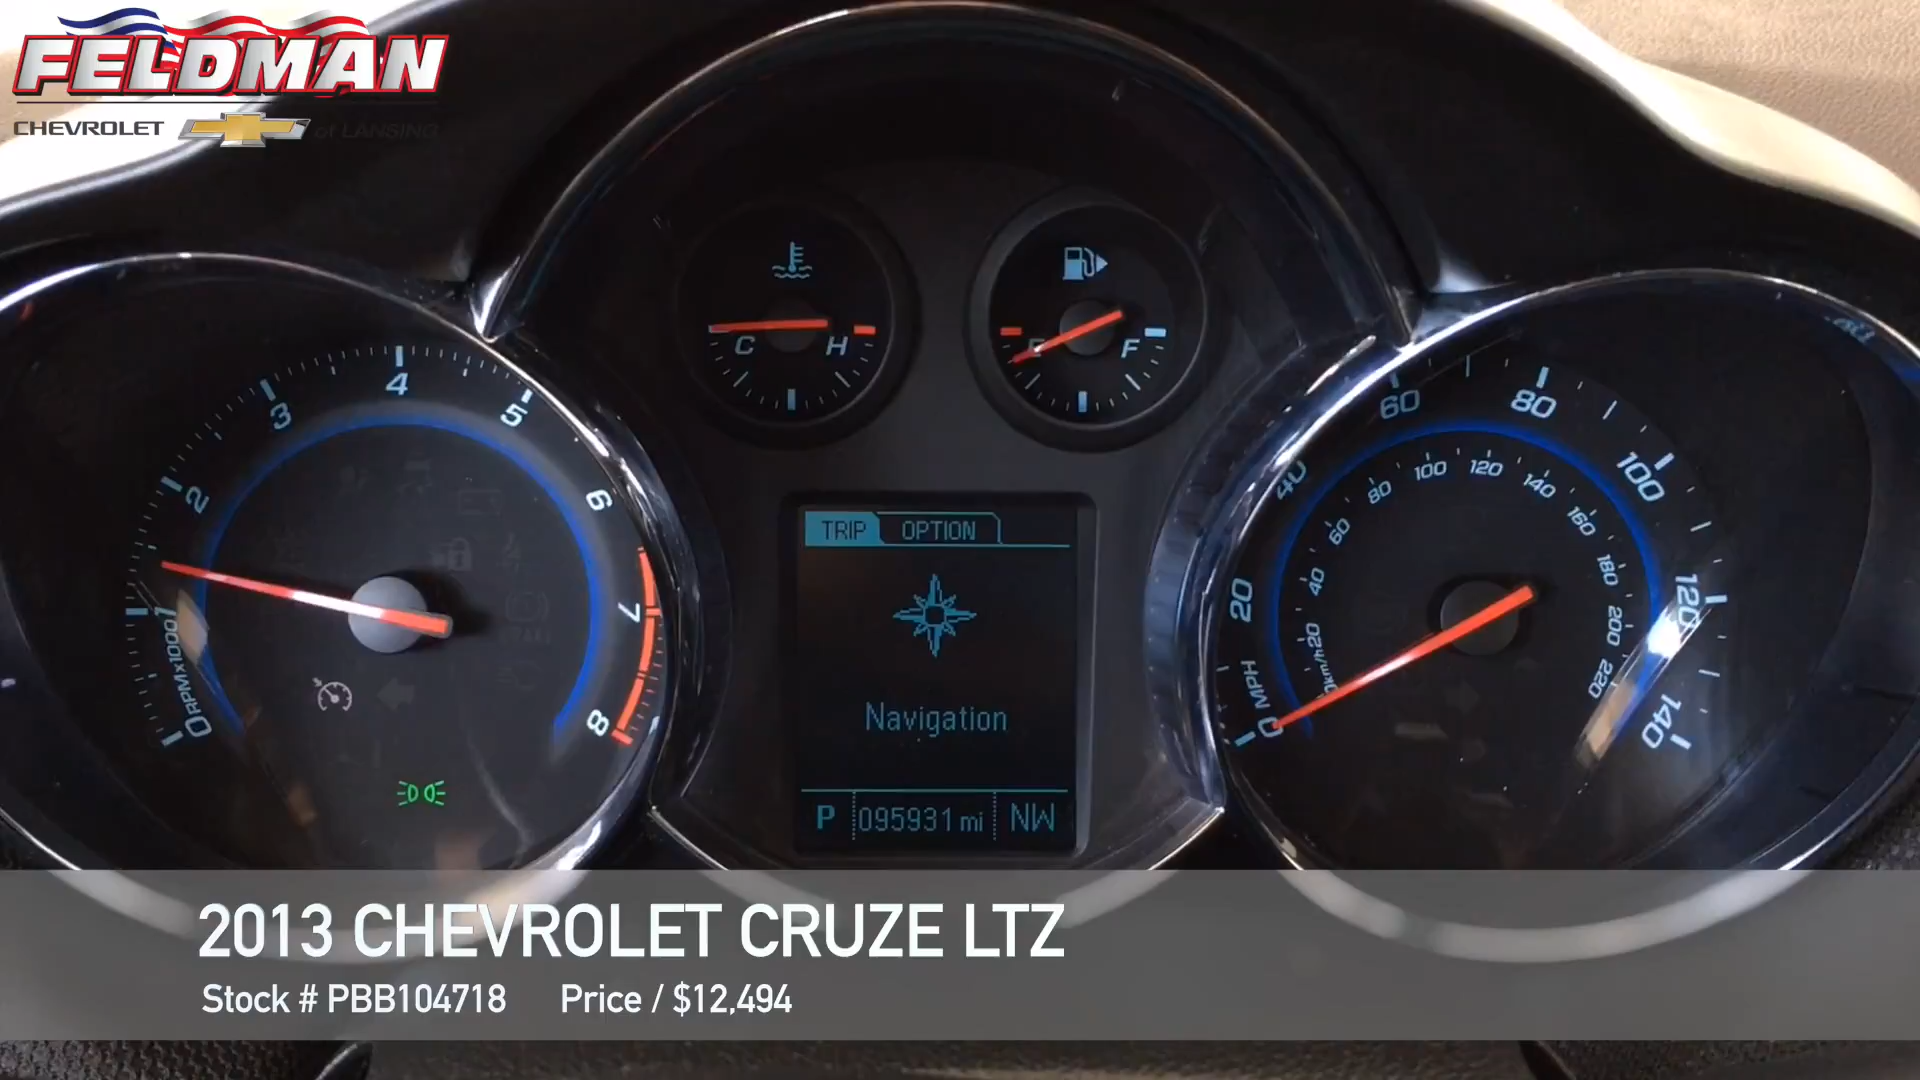 FELDMAN
CHEVROLET of LANSING
C H
E F
0 1 2 3 4 5 6 7 8
RPMx1000
TRIP OPTION
Navigation
P 095931 mi NW
0 20 40 60 80 100 120 140
MPH
0 20 40 60 80 100 120 140 160 180 200 220
km/h
2013 CHEVROLET CRUZE LTZ
Stock # PBB104718 Price / $12,494